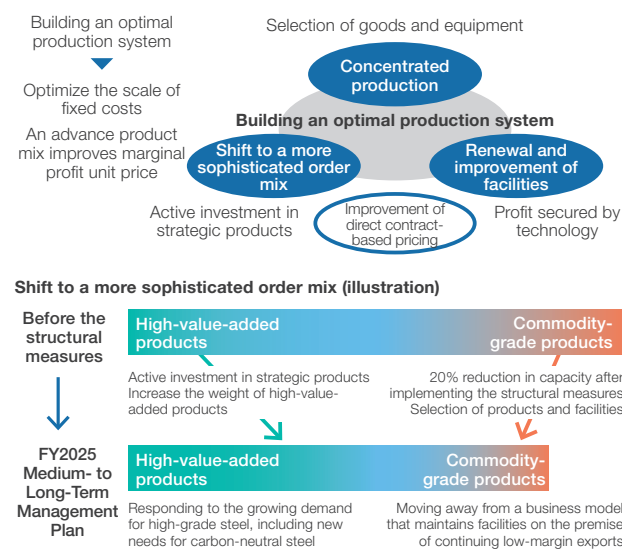 Building an optimal
production system
Optimize the scale of
fixed costs
An advance product
mix improves marginal
profit unit price
Selection of goods and equipment
Concentrated
production
Building an optimal production system
Shift to a more
sophisticated order
mix
Renewal and
improvement of
facilities
Active investment in
strategic products
Improvement of
direct contract-
based pricing
Profit secured by
technology
Shift to a more sophisticated order mix (illustration)
Before the
structural
measures
High-value-added
products
Commodity-
grade products
Active investment in strategic products
Increase the weight of high-value-
added products
20% reduction in capacity after
implementing the structural measures
Selection of products and facilities
FY2025
Medium- to
Long-Term
Management
Plan
High-value-added
products
Commodity-
grade products
Responding to the growing demand
for high-grade steel, including new
needs for carbon-neutral steel
Moving away from a business model
that maintains facilities on the premise
of continuing low-margin exports